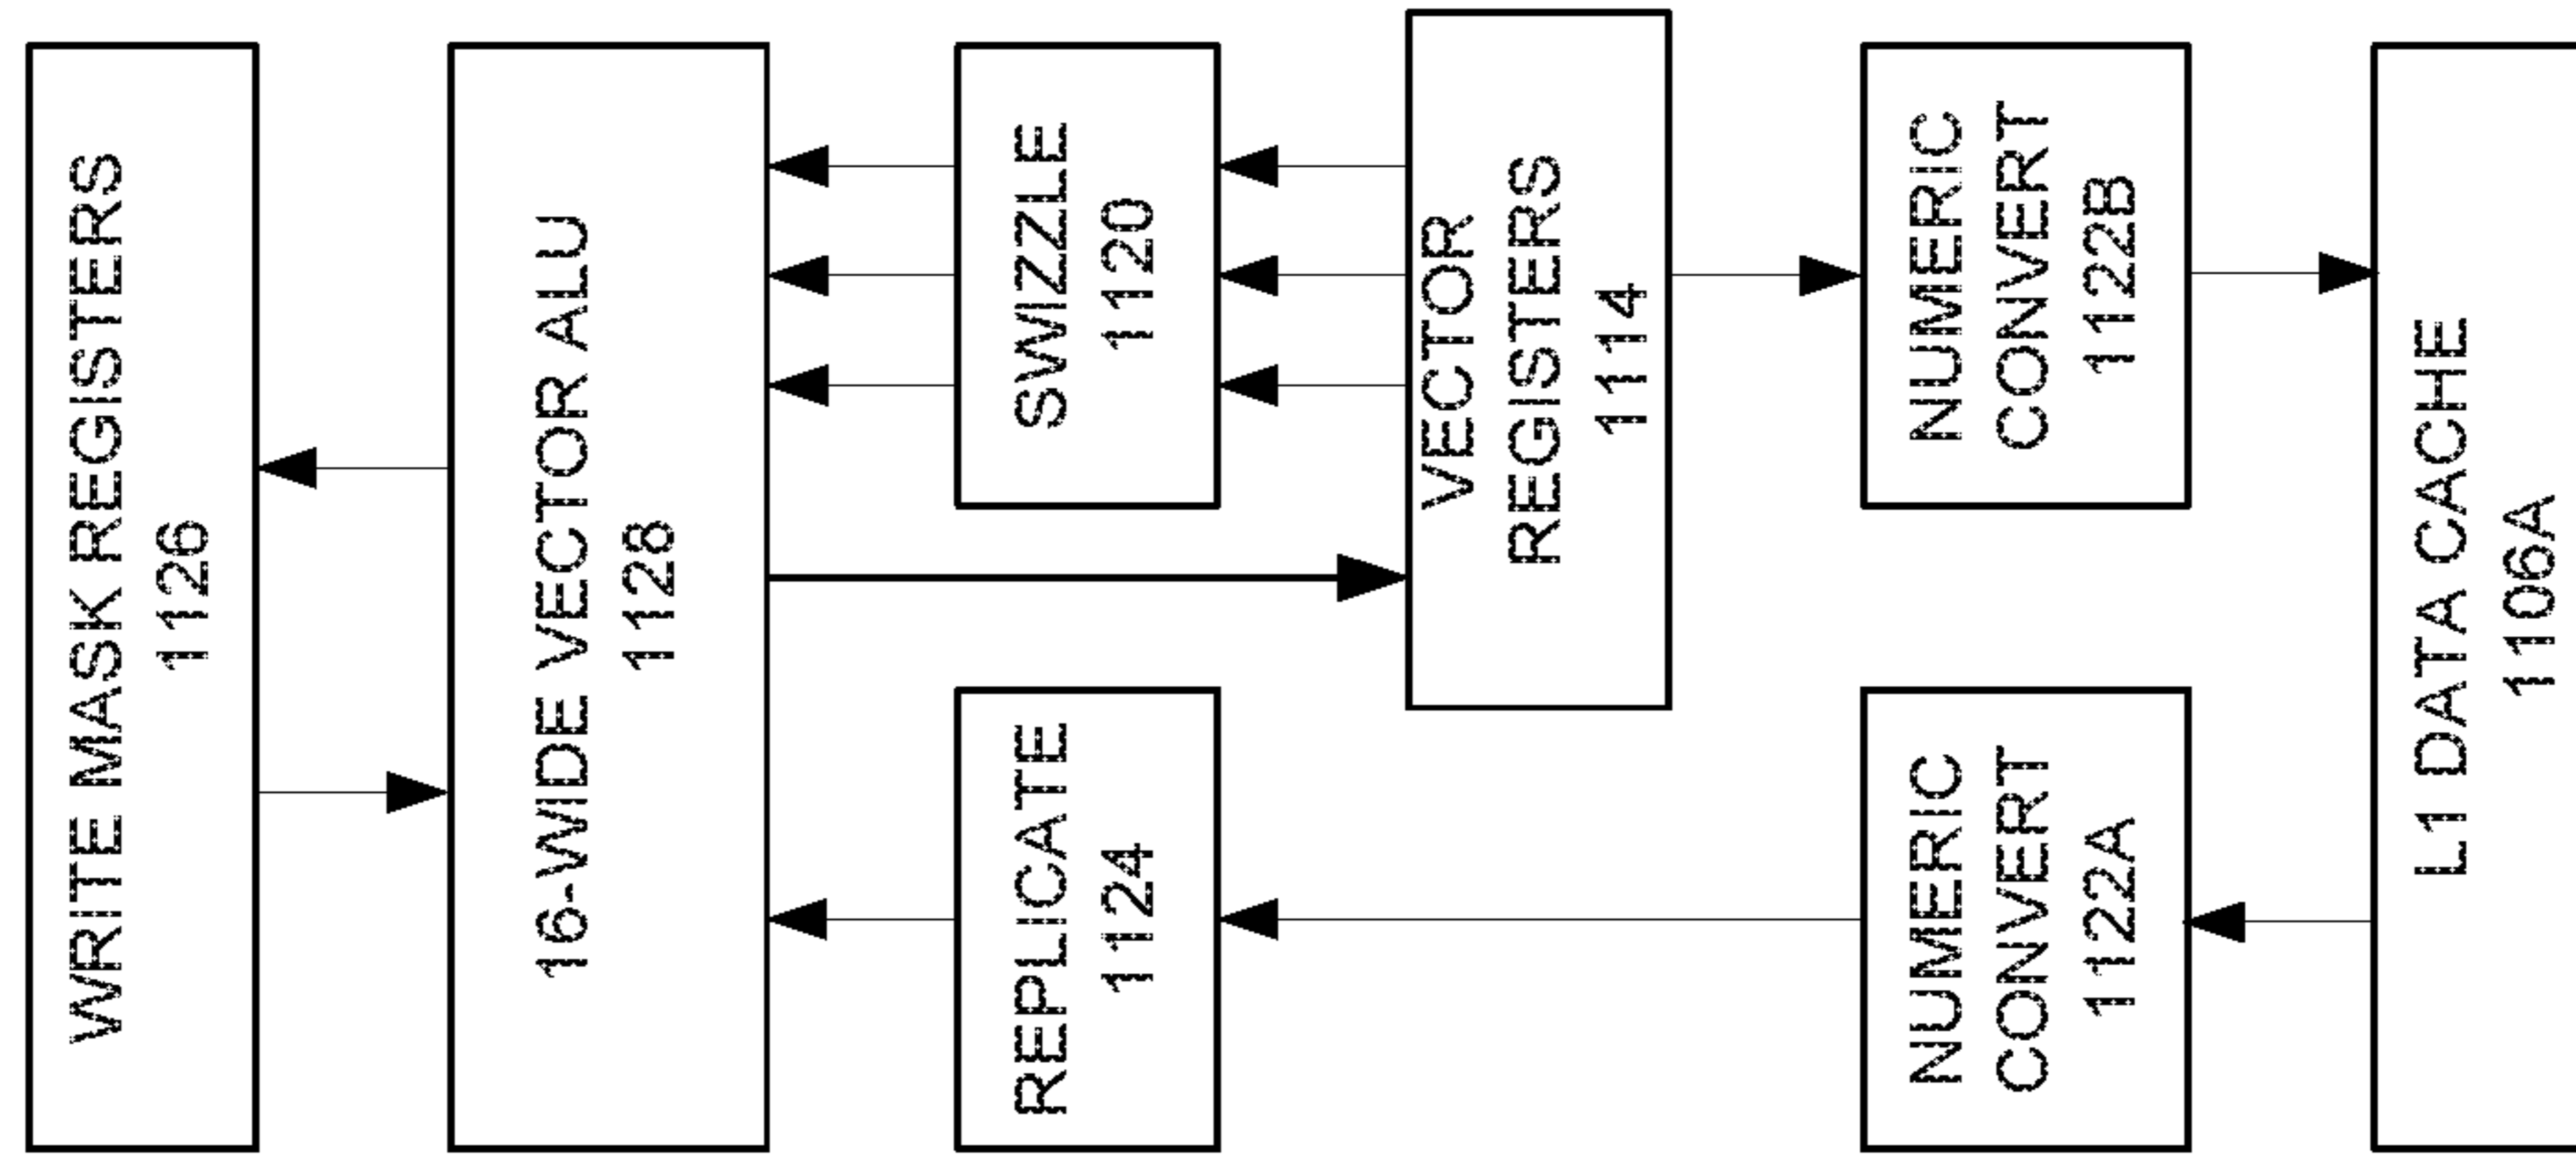 WRITE MASK REGISTERS
1126
16-WIDE VECTOR ALU
1128
REPLICATE
1124
SWIZZLE
1120
VECTOR
REGISTERS
1114
NUMERIC
CONVERT
1122A
NUMERIC
CONVERT
1122B
L1 DATA CACHE
1106A